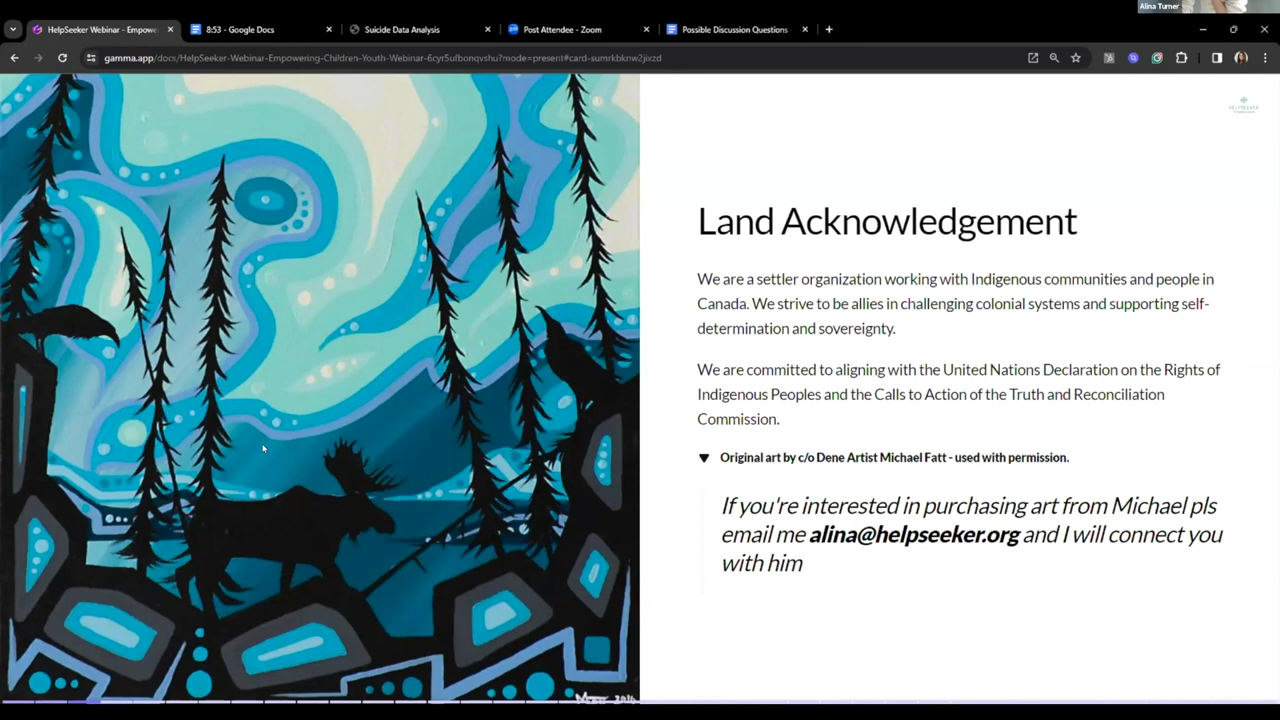 Alina Turner
HelpSeeker Webinar - Empowe
8:53 - Google Docs
Suicide Data Analysis
Post Attendee - Zoom
Possible Discussion Questions
gamma.app/docs/HelpSeeker-Webinar-Empowering-Children-Youth-Webinar-6cyr5ufbonqvshu?mode=present#card-sumrkbknw2jixzd
HELPSEEKER
Land Acknowledgement
We are a settler organization working with Indigenous communities and people in
Canada. We strive to be allies in challenging colonial systems and supporting self-
determination and sovereignty.
We are committed to aligning with the United Nations Declaration on the Rights of
Indigenous Peoples and the Calls to Action of the Truth and Reconciliation
Commission.
Original art by c/o Dene Artist Michael Fatt - used with permission.
If you're interested in purchasing art from Michael pls
email me alina@helpseeker.org and I will connect you
with him